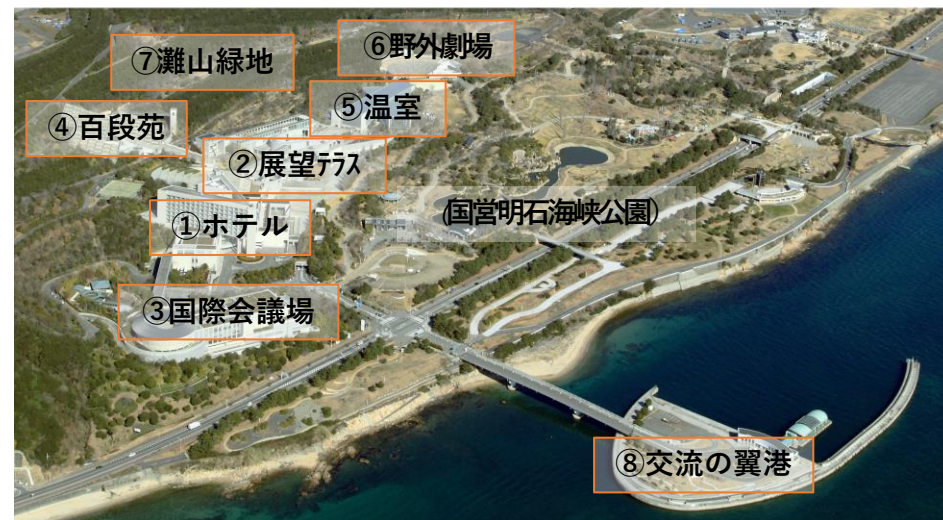 ⑦灘山緑地
⑥野外劇場
⑤温室
④百段苑
②展望ﾃﾗｽ
①ホテル
(国営明石海峡公園)
③国際会議場
⑧交流の翼港